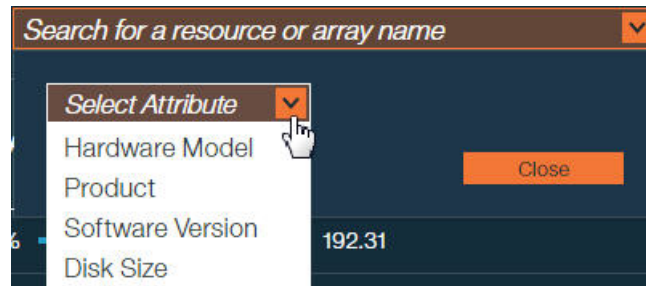 Search for a resource or array name
Select Attribute
Hardware Model
Close
Product
Software Version
% 192.31
Disk Size